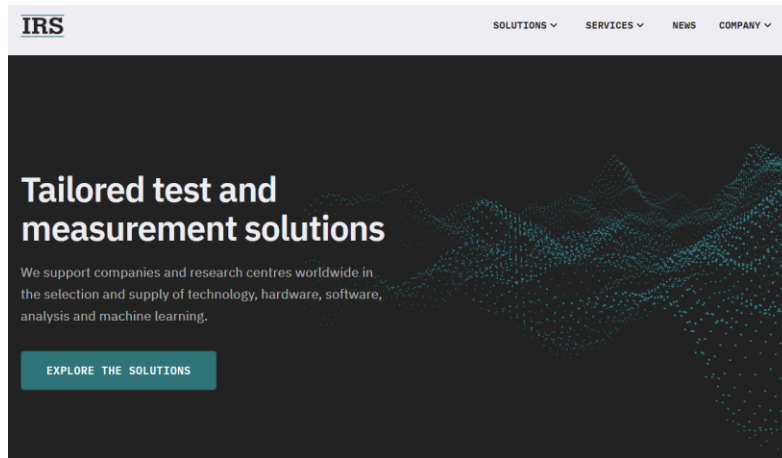 IRS
SOLUTIONS
SERVICES
NEWS
COMPANY
Tailored test and
measurement solutions
We support companies and research centres worldwide in
the selection and supply of technology, hardware, software,
analysis and machine learning.
EXPLORE THE SOLUTIONS